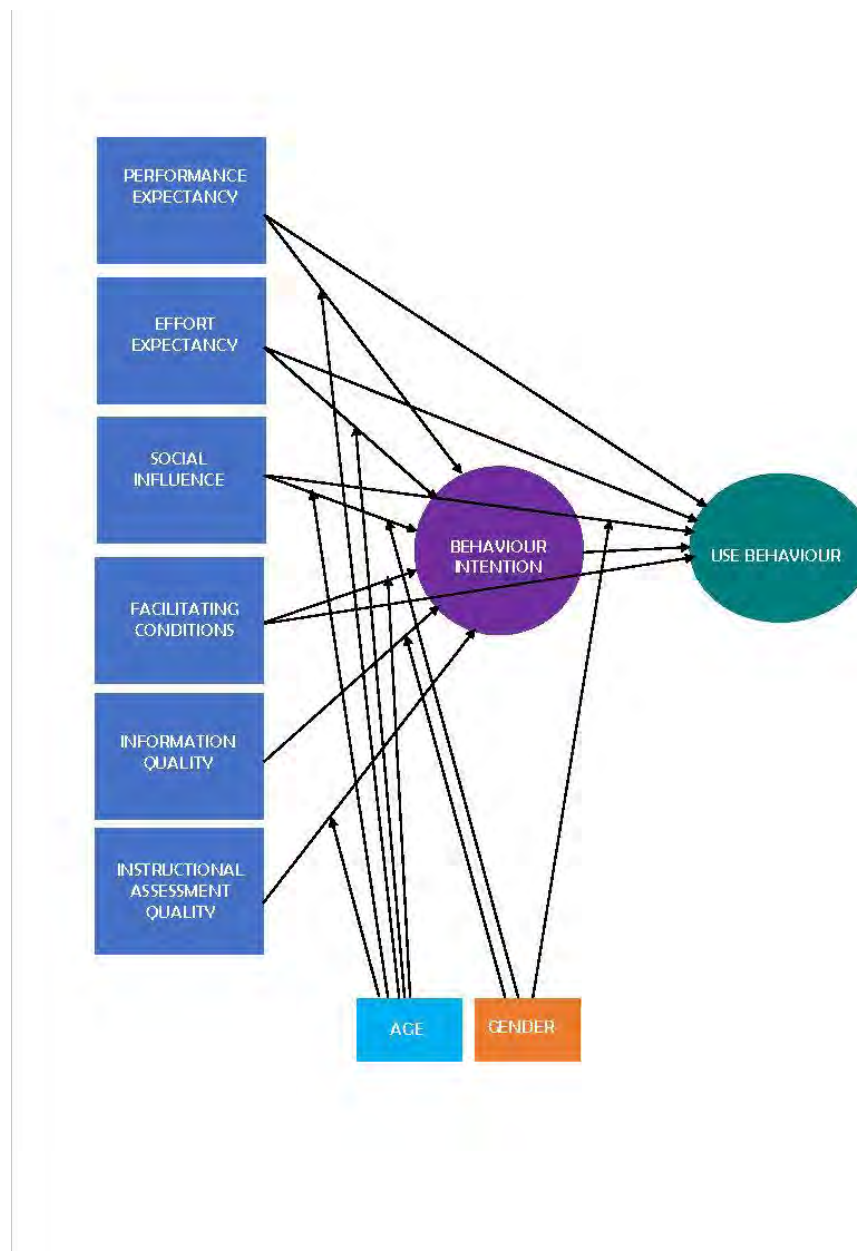 PERFORMANCE
EXPECTANCY
EFFORT
EXPECTANCY
SOCIAL
INFLUENCE
BEHAVIOUR
INTENTION
USE BEHAVIOUR
FACILITATING
CONDITIONS
INFORMATION
QUALITY
INSTRUCTIONAL
ASSESSMENT
QUALITY
AGE
GENDER